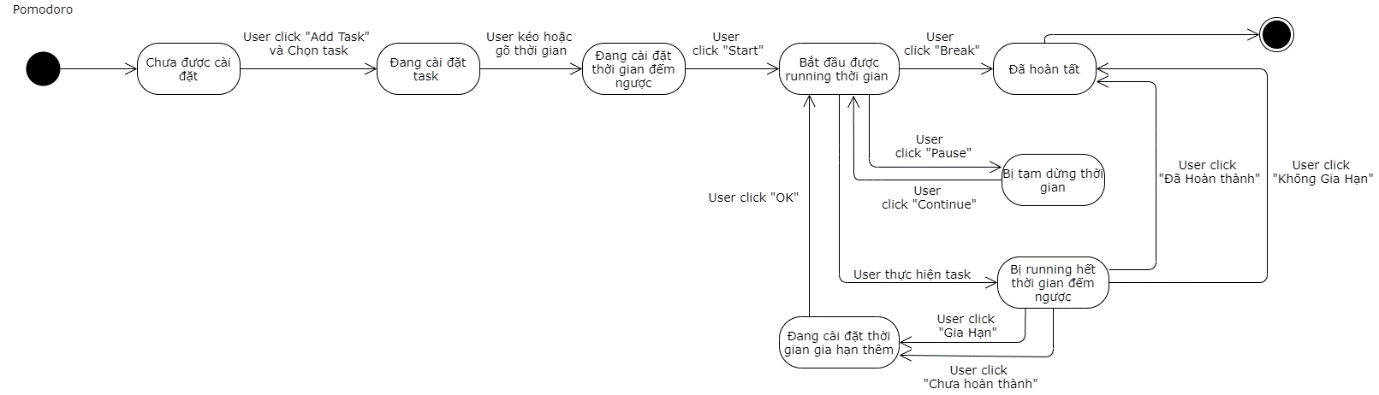 Pomodoro
Chưa được cài
đặt
User click "Add Task"
và Chọn task
Đang cài đặt
task
User kéo hoặc
gõ thời gian
Đang cài đặt
thời gian đếm
ngược
User
click "Start"
Bắt đầu được
running thời gian
User
click "Break"
Đã hoàn tất
User
click "Pause"
Bị tạm dừng thời
gian
User
click "Continue"
User click
"Đã Hoàn thành"
User click
"Không Gia Hạn"
User click "OK"
User thực hiện task
Bị running hết
thời gian đếm
ngược
User click
"Gia Hạn"
Đang cài đặt thời
gian gia hạn thêm
User click
"Chưa hoàn thành"